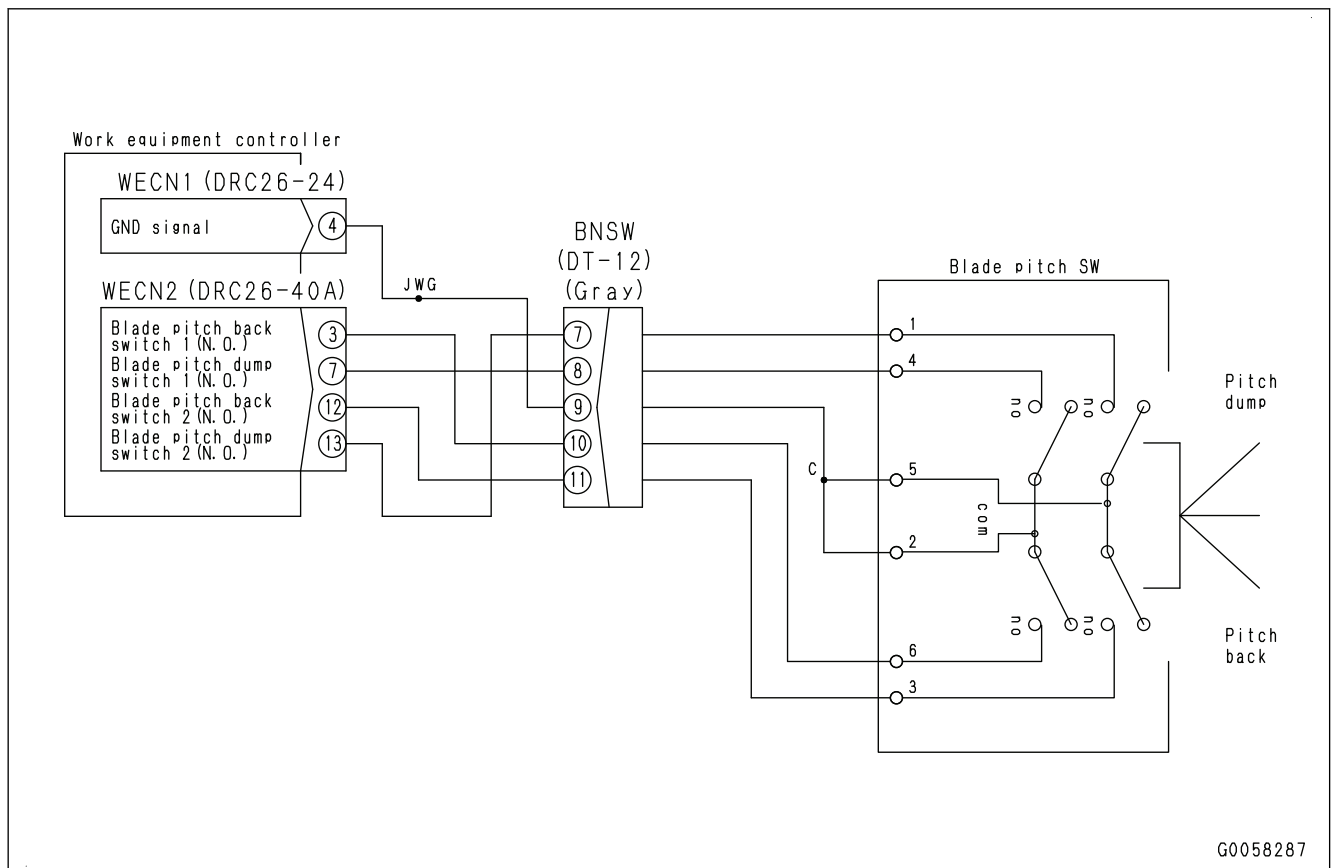 Work equipment controller
WECN1 (DRC26-24)
GND signal
4
WECN2 (DRC26-40A)
Blade pitch back
switch 1(N.O.)
3
Blade pitch dump
switch 1(N.O.)
7
Blade pitch back
switch 2(N.O.)
12
Blade pitch dump
switch 2(N.O.)
13
JWG
BNSW
(DT-12)
(Gray)
7
8
9
10
11
Blade pitch SW
1
4
C
5
2
6
3
no
no
com
no
no
Pitch
dump
Pitch
back
G0058287